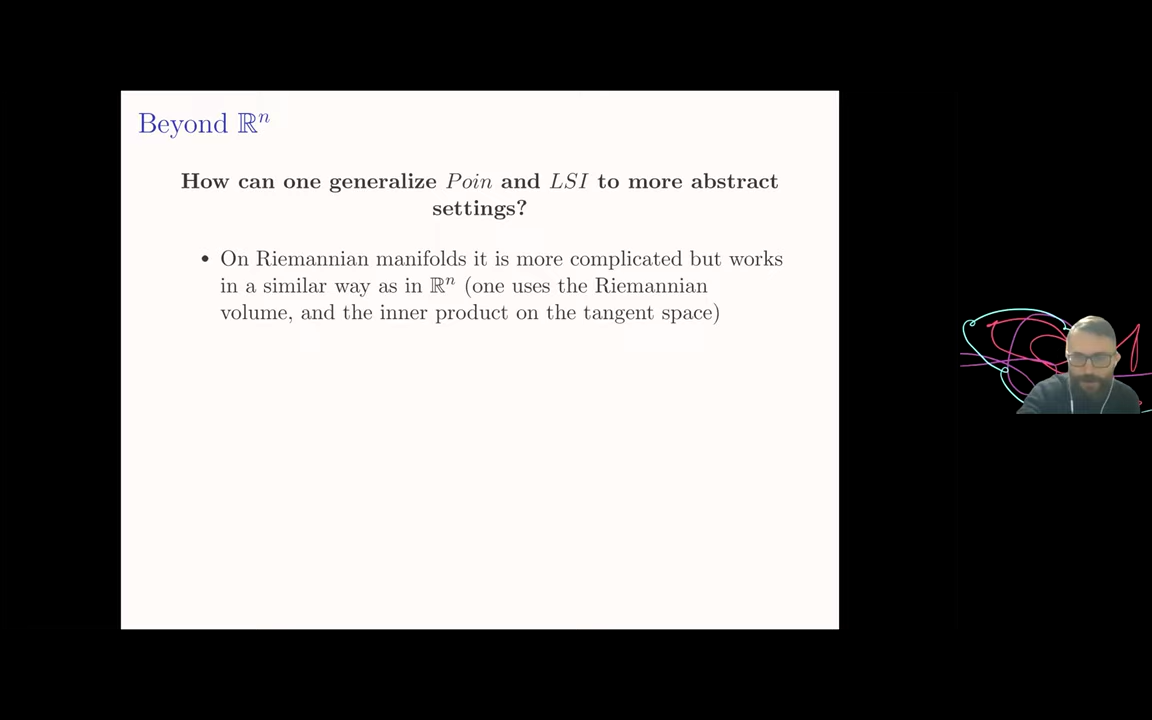 Beyond ℝⁿ
How can one generalize Poin and LSI to more abstract
settings?
• On Riemannian manifolds it is more complicated but works
in a similar way as in ℝⁿ (one uses the Riemannian
volume, and the inner product on the tangent space)